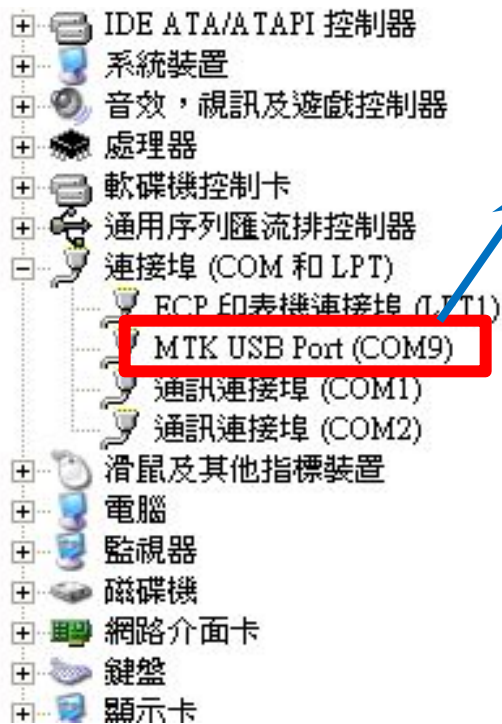 IDE ATA/ATAPI 控制器
系統裝置
音效，視訊及遊戲控制器
處理器
軟碟機控制卡
通用序列匯流排控制器
連接埠 (COM 和 LPT)
ECP 印表機連接埠 (LPT1)
MTK USB Port (COM9)
通訊連接埠 (COM1)
通訊連接埠 (COM2)
滑鼠及其他指標裝置
電腦
監視器
磁碟機
網路介面卡
鍵盤
顯示卡